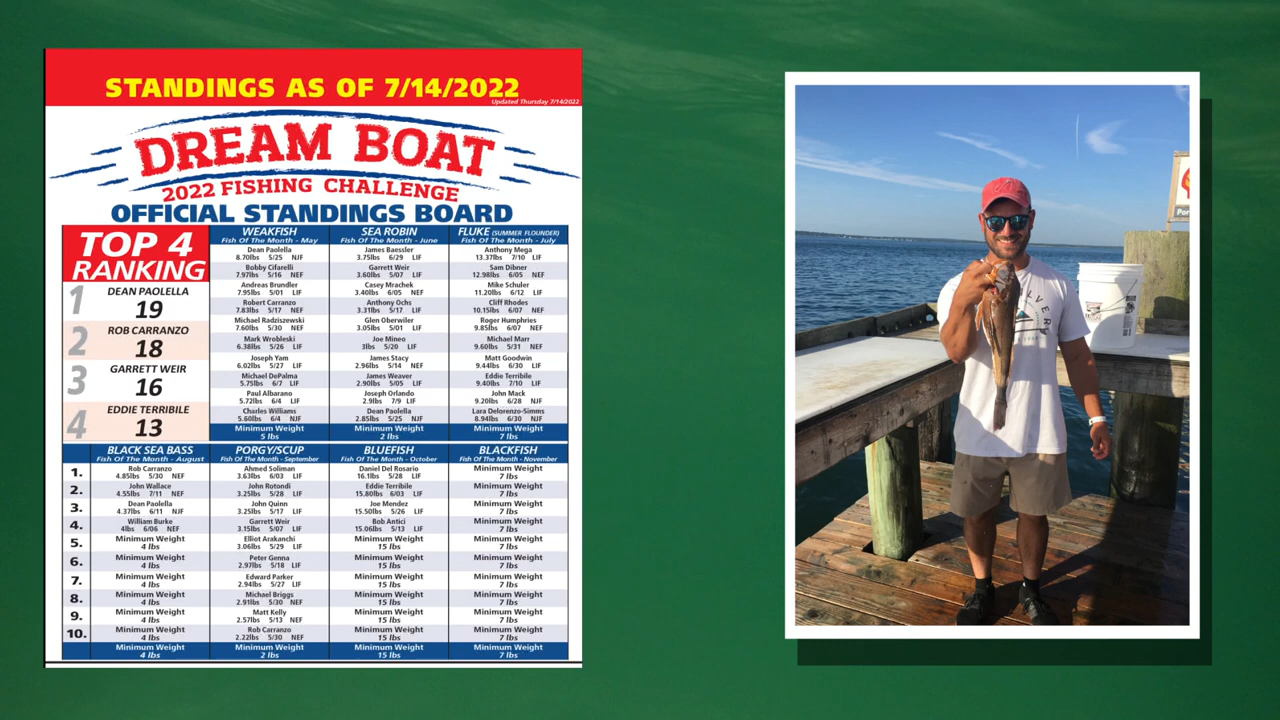 STANDINGS AS OF 7/14/2022
Updated Thursday 7/14/2022
DREAM BOAT
2022 FISHING CHALLENGE
OFFICIAL STANDINGS BOARD
TOP 4
RANKING
1 DEAN PAOLELLA
19
2 ROB CARRANZO
18
3 GARRETT WEIR
16
4 EDDIE TERRIBILE
13
WEAKFISH
Fish Of The Month - May
Dean Paolella
8.70lbs 5/25 NJF
Bobby Cifarelli
7.97lbs 5/16 NEF
Andreas Brundler
7.95lbs 5/01 LIF
Robert Carranzo
7.83lbs 5/17 NEF
Michael Radziszewski
7.60lbs 5/30 NEF
Mark Wrobleski
6.38lbs 5/26 LIF
Joseph Yam
6.02lbs 5/27 LIF
Michael DePalma
5.75lbs 6/7 LIF
Paul Albarano
5.72lbs 6/4 LIF
Charles Williams
5.60lbs 6/4 NJF
Minimum Weight
5 lbs
SEA ROBIN
Fish Of The Month - June
James Baessler
3.75lbs 6/29 LIF
Garrett Weir
3.60lbs 5/07 LIF
Casey Mrachek
3.40lbs 6/05 NEF
Anthony Ochs
3.31lbs 5/17 LIF
Glen Oberwiler
3.05lbs 5/01 LIF
Joe Mineo
3lbs 5/20 LIF
James Stacy
2.96lbs 5/14 NEF
James Weaver
2.90lbs 5/05 LIF
Joseph Orlando
2.9lbs 7/9 LIF
Dean Paolella
2.85lbs 5/25 NJF
Minimum Weight
2 lbs
FLUKE (SUMMER FLOUNDER)
Fish Of The Month - July
Anthony Mega
13.37lbs 7/10 LIF
Sam Dibner
12.98lbs 6/05 NEF
Mike Schuler
11.20lbs 6/12 LIF
Cliff Rhodes
10.15lbs 6/07 NEF
Roger Humphries
9.85lbs 6/07 NEF
Michael Marr
9.60lbs 5/31 NEF
Matt Goodwin
9.44lbs 6/30 LIF
Eddie Terribile
9.40lbs 7/10 LIF
John Mack
9.20lbs 6/28 NJF
Lara Delorenzo-Simms
8.94lbs 6/30 NJF
Minimum Weight
7 lbs
1.
2.
3.
4.
5.
6.
7.
8.
9.
10.
BLACK SEA BASS
Fish Of The Month - August
Rob Carranzo
4.85lbs 5/30 NEF
John Wallace
4.55lbs 7/11 NEF
Dean Paolella
4.37lbs 6/11 NJF
William Burke
4lbs 6/06 NEF
Minimum Weight
4 lbs
Minimum Weight
4 lbs
Minimum Weight
4 lbs
Minimum Weight
4 lbs
Minimum Weight
4 lbs
Minimum Weight
4 lbs
Minimum Weight
4 lbs
PORGY/SCUP
Fish Of The Month - September
Ahmed Soliman
3.63lbs 6/03 LIF
John Rotondi
3.25lbs 5/28 LIF
John Quinn
3.25lbs 5/17 LIF
Garrett Weir
3.15lbs 5/07 LIF
Elliot Arakanchi
3.06lbs 5/29 LIF
Peter Genna
2.97lbs 5/18 LIF
Edward Parker
2.94lbs 5/27 LIF
Michael Briggs
2.91lbs 5/30 NEF
Matt Kelly
2.57lbs 5/13 NEF
Rob Carranzo
2.22lbs 5/30 NEF
Minimum Weight
2 lbs
BLUEFISH
Fish Of The Month - October
Daniel Del Rosario
16.1lbs 5/28 LIF
Eddie Terribile
15.80lbs 6/03 LIF
Joe Mendez
15.50lbs 5/26 LIF
Bob Antici
15.06lbs 5/13 LIF
Minimum Weight
15 lbs
Minimum Weight
15 lbs
Minimum Weight
15 lbs
Minimum Weight
15 lbs
Minimum Weight
15 lbs
Minimum Weight
15 lbs
Minimum Weight
15 lbs
BLACKFISH
Fish Of The Month - November
Minimum Weight
7 lbs
Minimum Weight
7 lbs
Minimum Weight
7 lbs
Minimum Weight
7 lbs
Minimum Weight
7 lbs
Minimum Weight
7 lbs
Minimum Weight
7 lbs
Minimum Weight
7 lbs
Minimum Weight
7 lbs
Minimum Weight
7 lbs
Minimum Weight
7 lbs